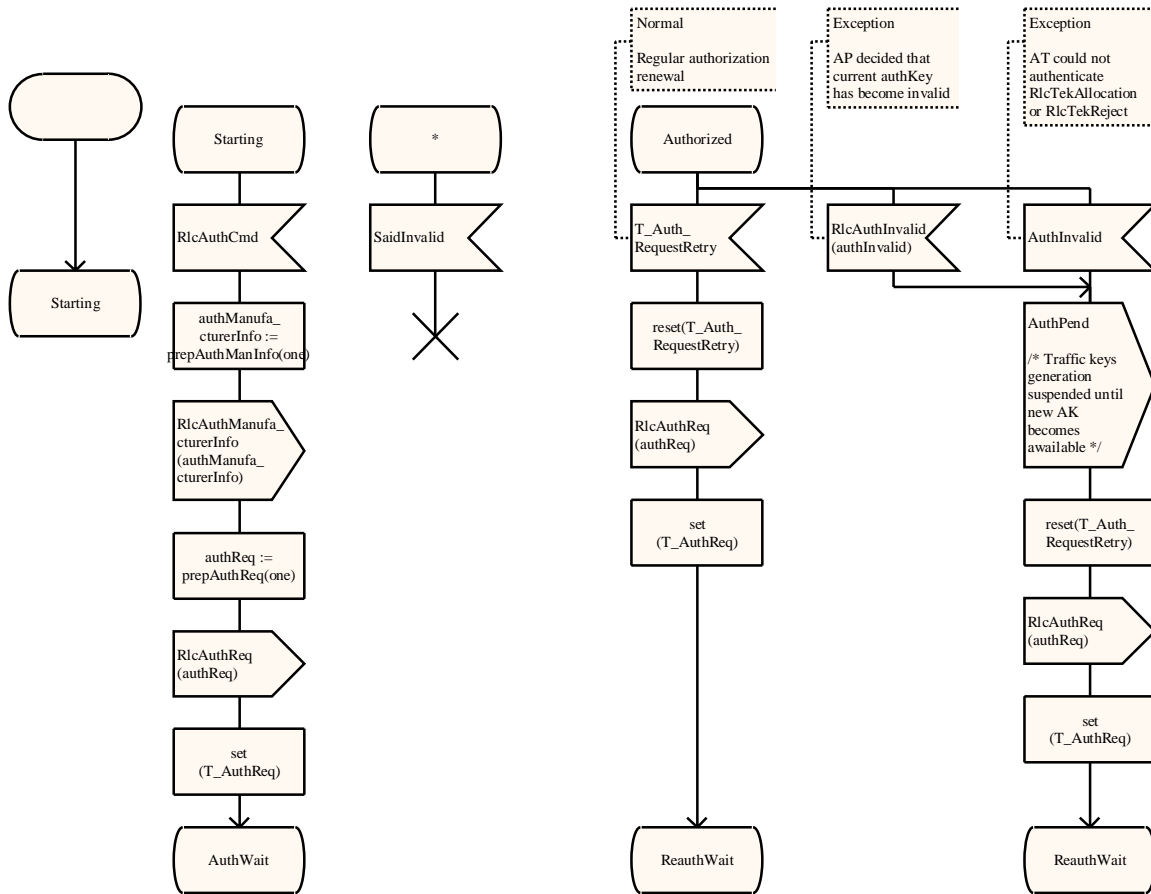 Starting
Starting
RlcAuthCmd
authManufa_
cturerInfo :=
prepAuthManInfo(one)
RlcAuthManufa_
cturerInfo
(authManufa_
cturerInfo)
authReq :=
prepAuthReq(one)
RlcAuthReq
(authReq)
set
(T_AuthReq)
AuthWait
*
SaidInvalid
Normal
Regular authorization
renewal
Authorized
T_Auth_
RequestRetry
reset(T_Auth_
RequestRetry)
RlcAuthReq
(authReq)
set
(T_AuthReq)
ReauthWait
Exception
AP decided that
current authKey
has become invalid
RlcAuthInvalid
(authInvalid)
Exception
AT could not
authenticate
RlcTekAllocation
or RlcTekReject
AuthInvalid
AuthPend
/* Traffic keys
generation
suspended until
new AK
becomes
awailable */
reset(T_Auth_
RequestRetry)
RlcAuthReq
(authReq)
set
(T_AuthReq)
ReauthWait